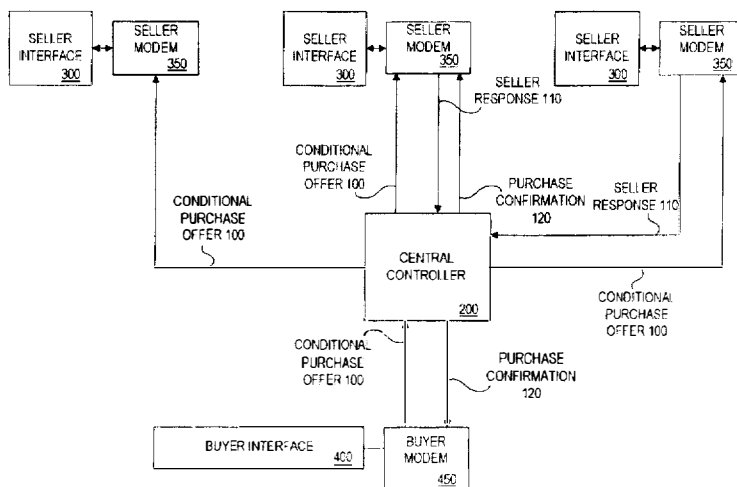 SELLER
INTERFACE
300
SELLER
MODEM
350
SELLER
INTERFACE
300
SELLER
MODEM
350
SELLER
INTERFACE
300
SELLER
MODEM
350
SELLER
RESPONSE 110
CONDITIONAL
PURCHASE
OFFER 100
PURCHASE
CONFIRMATION 120
SELLER
RESPONSE 110
CONDITIONAL
PURCHASE
OFFER 100
CENTRAL
CONTROLLER
200
CONDITIONAL
PURCHASE
OFFER 100
CONDITIONAL
PURCHASE
OFFER 100
PURCHASE
CONFIRMATION
120
BUYER INTERFACE
400
BUYER
MODEM
450